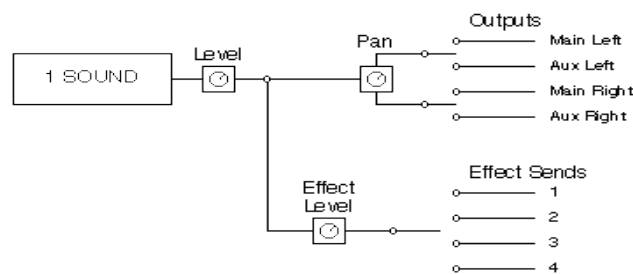 Outputs
Level
Pan
Main Left
1 SOUND
Aux Left
Main Right
Aux Right
Effect Sends
Effect
Level
1
2
3
4